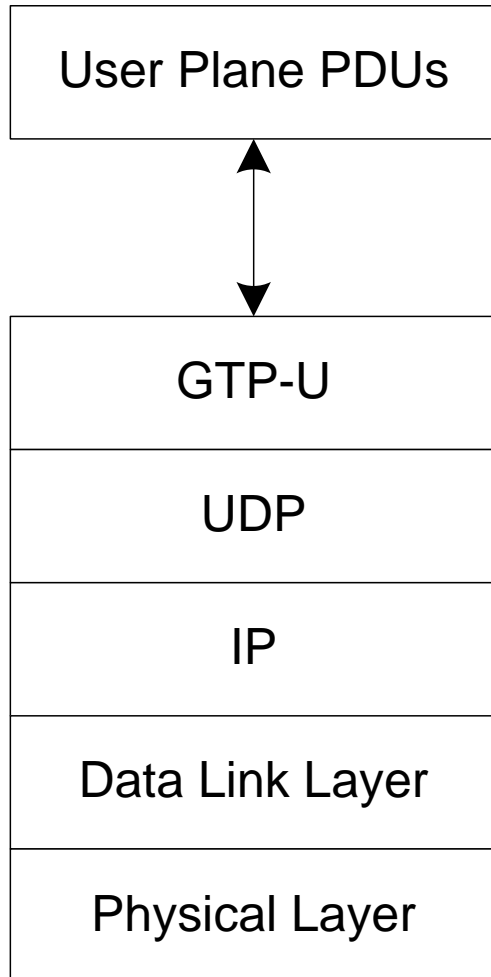 User Plane PDUs
GTP-U
UDP
IP
Data Link Layer
Physical Layer